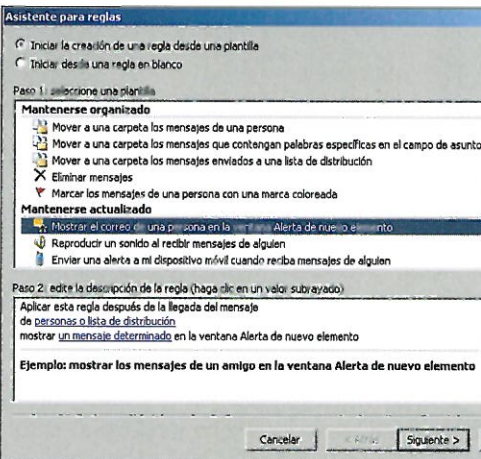 Asistente para reglas
Iniciar la creación de una regla desde una plantilla
Iniciar desde una regla en blanco
Paso 1: seleccione una plantilla
Mantenerse organizado
Mover a una carpeta los mensajes de una persona
Mover a una carpeta los mensajes que contengan palabras específicas en el campo de asunto
Mover a una carpeta los mensajes enviados a una lista de distribución
Eliminar mensajes
Marcar los mensajes de una persona con una marca coloreada
Mantenerse actualizado
Mostrar el correo de una persona en la ventana Alerta de nuevo elemento
Reproducir un sonido al recibir mensajes de alguien
Enviar una alerta a mi dispositivo móvil cuando reciba mensajes de alguien
Paso 2: edite la descripción de la regla (haga clic en un valor subrayado)
Aplicar esta regla después de la llegada del mensaje
de personas o lista de distribución
mostrar un mensaje determinado en la ventana Alerta de nuevo elemento
Ejemplo: mostrar los mensajes de un amigo en la ventana Alerta de nuevo elemento
Cancelar < Atrás Siguiente >